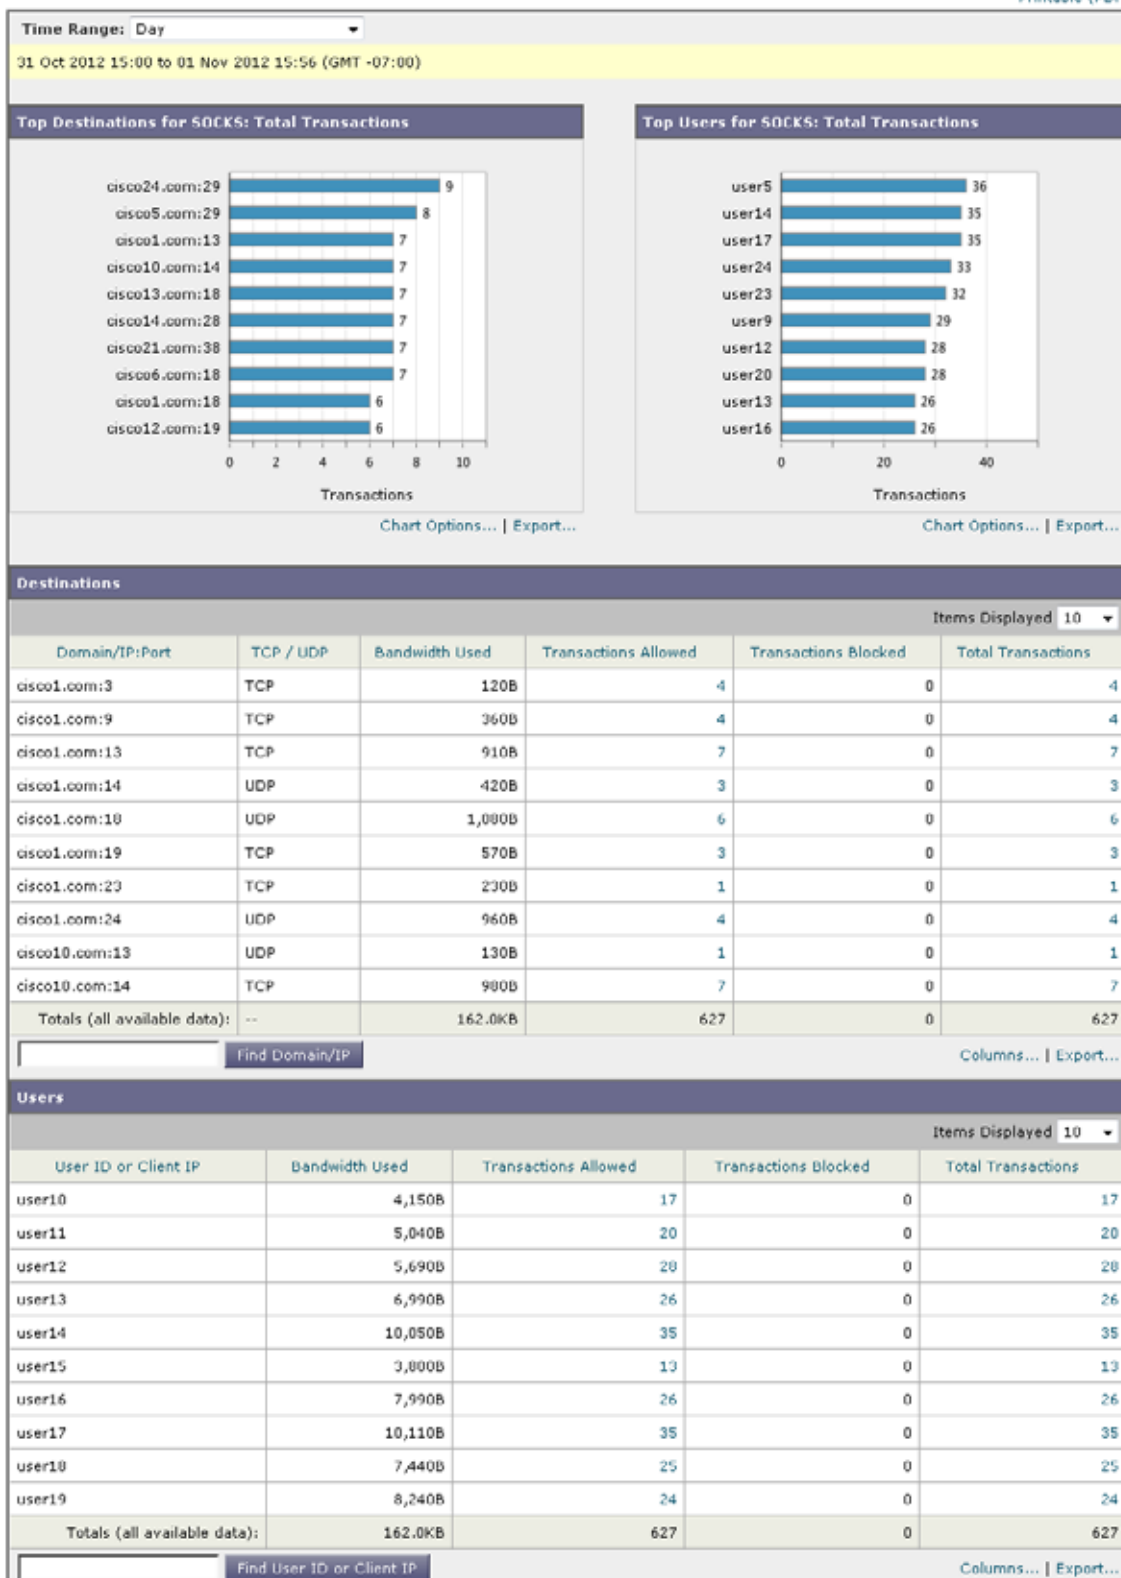 Time Range: Day
31 Oct 2012 15:00 to 01 Nov 2012 15:56 (GMT -07:00)
Top Destinations for SOCKS: Total Transactions
cisco24.com:29 9
cisco5.com:29 8
cisco1.com:13 7
cisco10.com:14 7
cisco13.com:18 7
cisco14.com:28 7
cisco21.com:38 7
cisco6.com:18 7
cisco1.com:18 6
cisco12.com:19 6
0 2 4 6 8 10
Transactions
Chart Options... | Export...
Top Users for SOCKS: Total Transactions
user5 36
user14 35
user17 35
user24 33
user23 32
user9 29
user12 28
user20 28
user13 26
user16 26
0 20 40
Transactions
Chart Options... | Export...
Destinations
Items Displayed 10
Domain/IP:Port TCP / UDP Bandwidth Used Transactions Allowed Transactions Blocked Total Transactions
cisco1.com:3 TCP 120B 4 0 4
cisco1.com:9 TCP 360B 4 0 4
cisco1.com:13 TCP 910B 7 0 7
cisco1.com:14 UDP 420B 3 0 3
cisco1.com:18 UDP 1,080B 6 0 6
cisco1.com:19 TCP 570B 3 0 3
cisco1.com:23 TCP 230B 1 0 1
cisco1.com:24 UDP 960B 4 0 4
cisco10.com:13 UDP 130B 1 0 1
cisco10.com:14 TCP 980B 7 0 7
Totals (all available data): -- 162.0KB 627 0 627
Find Domain/IP Columns... | Export...
Users
Items Displayed 10
User ID or Client IP Bandwidth Used Transactions Allowed Transactions Blocked Total Transactions
user10 4,150B 17 0 17
user11 5,040B 20 0 20
user12 5,690B 28 0 28
user13 6,990B 26 0 26
user14 10,050B 35 0 35
user15 3,800B 13 0 13
user16 7,990B 26 0 26
user17 10,110B 35 0 35
user18 7,440B 25 0 25
user19 8,240B 24 0 24
Totals (all available data): 162.0KB 627 0 627
Find User ID or Client IP Columns... | Export...